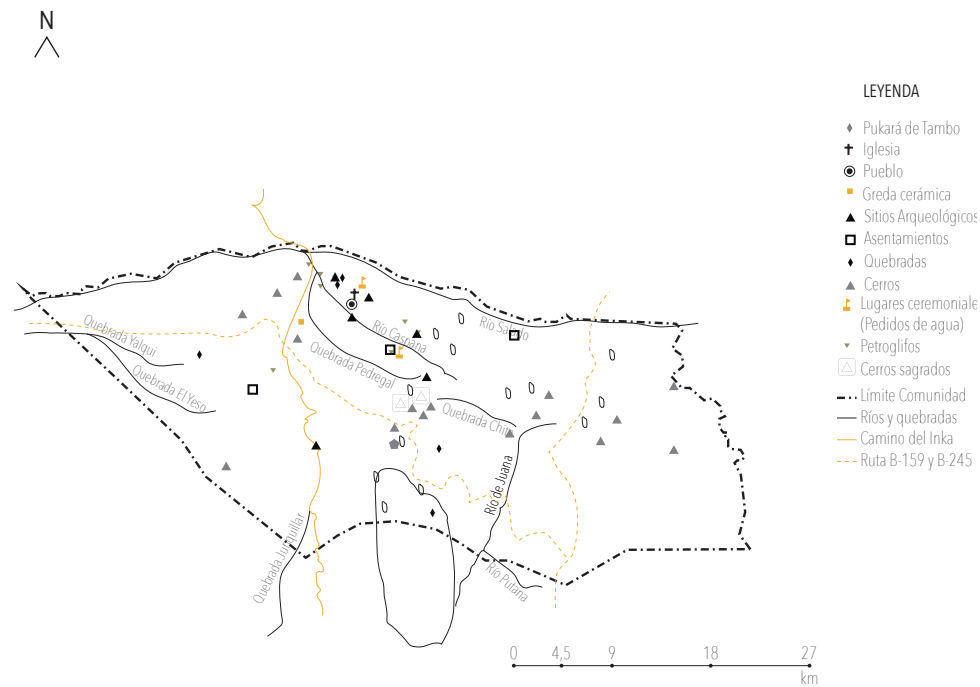 N
LEYENDA
Pukará de Tambo
Iglesia
Pueblo
Greda cerámica
Sitios Arqueológicos
Asentamientos
Quebradas
Cerros
Lugares ceremoniale
(Pedidos de agua)
Petroglifos
Cerros sagrados
Límite Comunidad
Ríos y quebradas
Camino del Inka
Ruta B-159 y B-245
Quebrada Yalqui
Quebrada El Yeso
Río Caspana
Río Salado
Quebrada Pedregal
Quebrada Chita
Río de Juana
Quebrada Junquillar
Río Putana
0 4,5 9 18 27
km